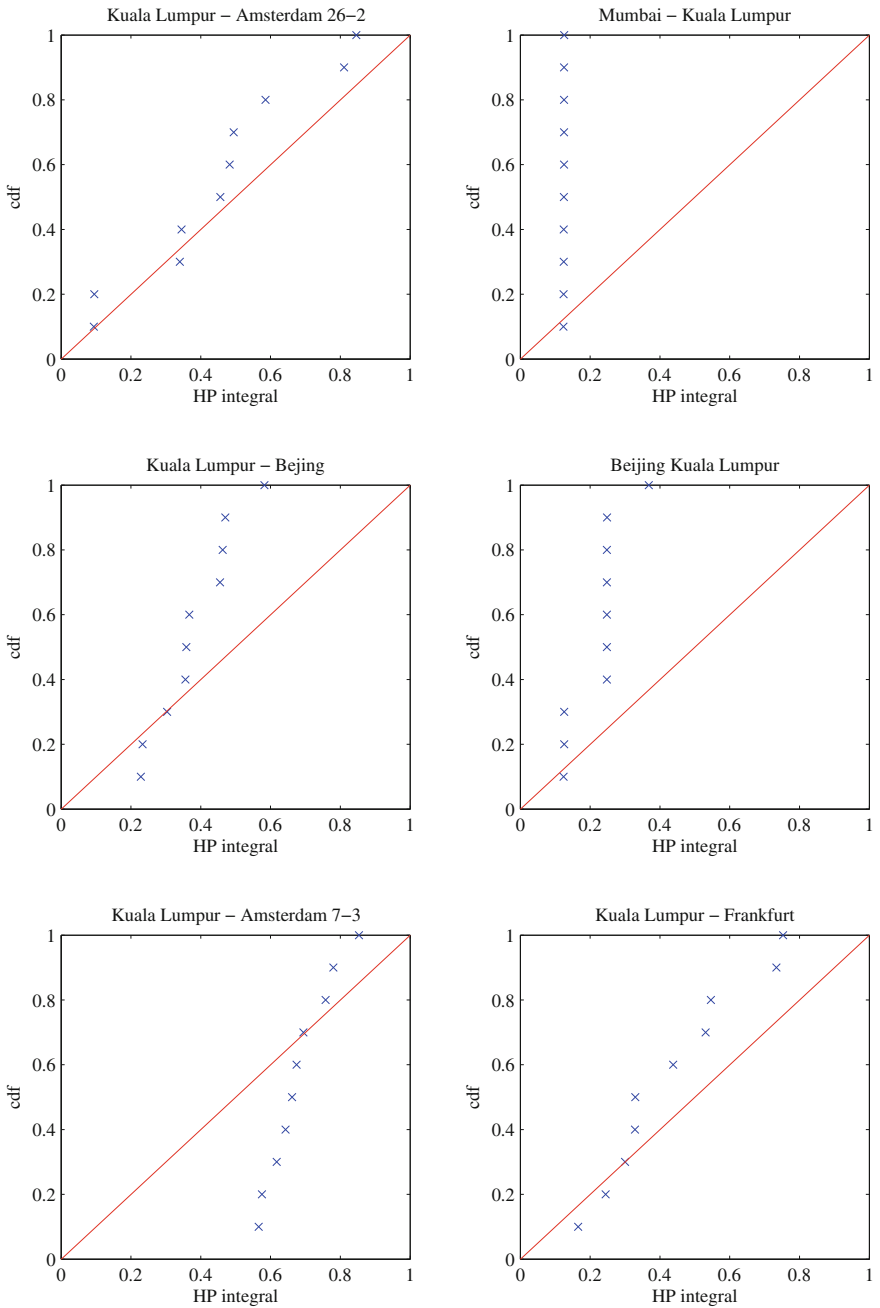 Kuala Lumpur − Amsterdam 26−2
1
0.8
0.6
0.4
0.2
0
cdf
0 0.2 0.4 0.6 0.8 1
HP integral
Mumbai − Kuala Lumpur
1
0.8
0.6
0.4
0.2
0
cdf
0 0.2 0.4 0.6 0.8 1
HP integral
Kuala Lumpur − Bejing
1
0.8
0.6
0.4
0.2
0
cdf
0 0.2 0.4 0.6 0.8 1
HP integral
Beijing Kuala Lumpur
1
0.8
0.6
0.4
0.2
0
cdf
0 0.2 0.4 0.6 0.8 1
HP integral
Kuala Lumpur − Amsterdam 7−3
1
0.8
0.6
0.4
0.2
0
cdf
0 0.2 0.4 0.6 0.8 1
HP integral
Kuala Lumpur − Frankfurt
1
0.8
0.6
0.4
0.2
0
cdf
0 0.2 0.4 0.6 0.8 1
HP integral